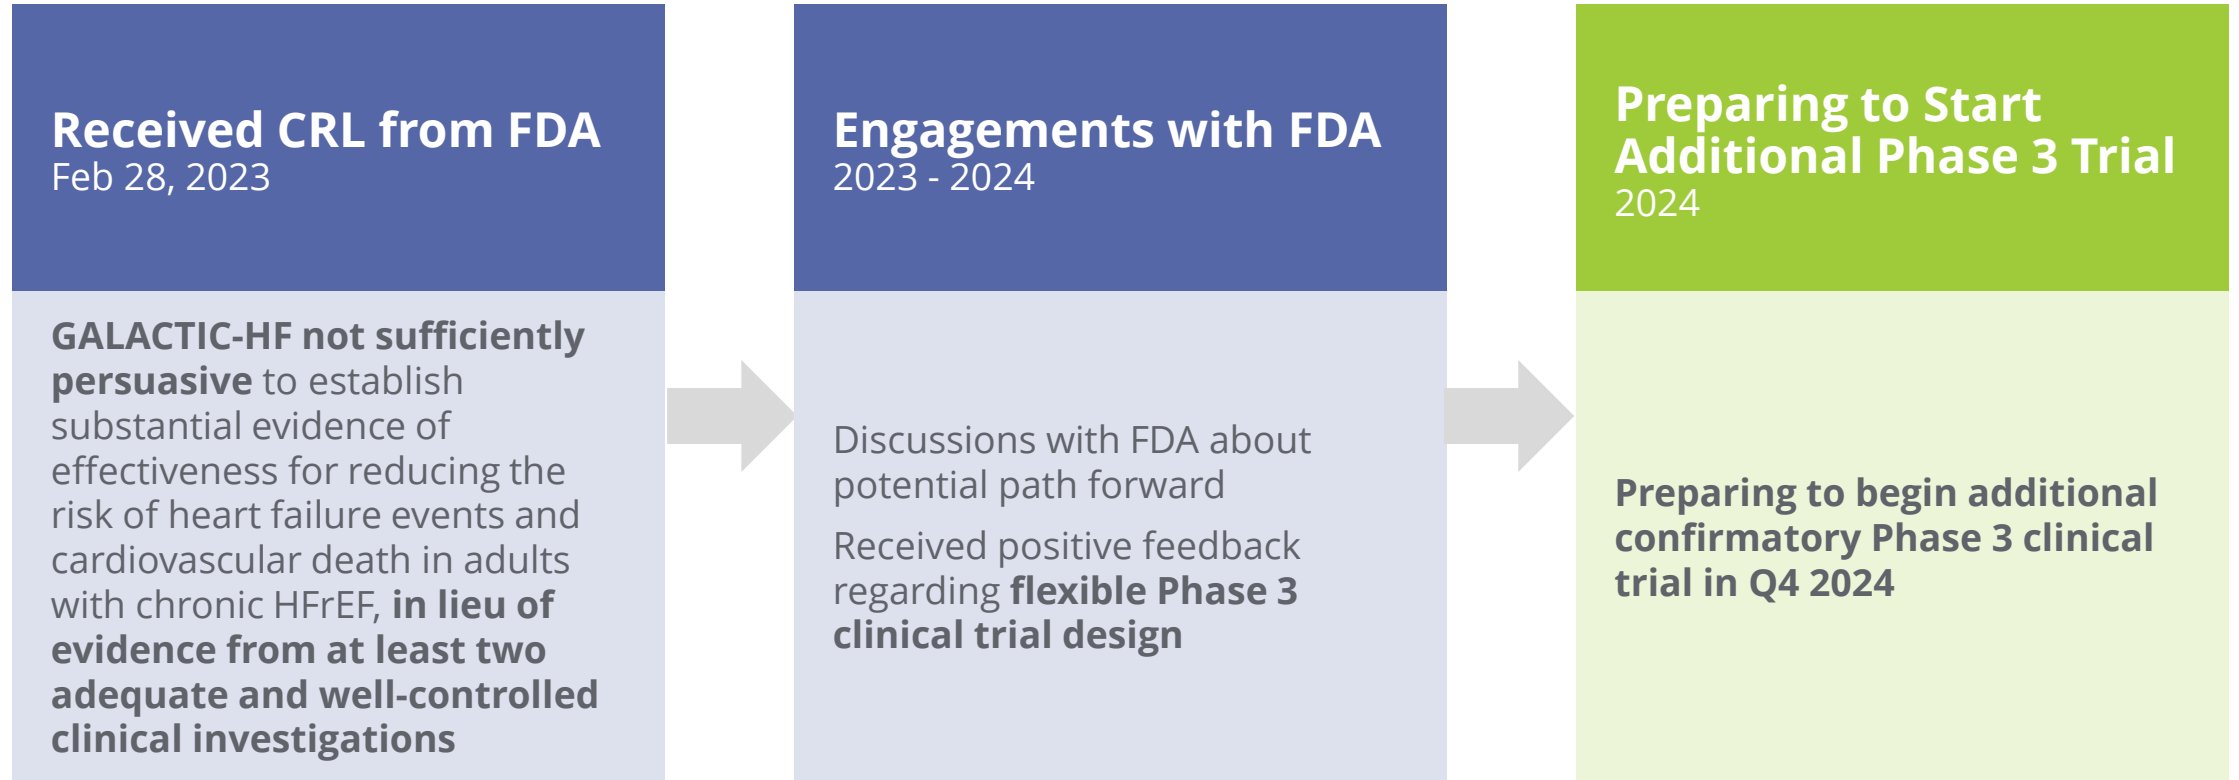 Received CRL from FDA
Feb 28, 2023
GALACTIC-HF not sufficiently
persuasive to establish
substantial evidence of
effectiveness for reducing the
risk of heart failure events and
cardiovascular death in adults
with chronic HFrEF, in lieu of
evidence from at least two
adequate and well-controlled
clinical investigations
Engagements with FDA
2023 - 2024
Discussions with FDA about
potential path forward
Received positive feedback
regarding flexible Phase 3
clinical trial design
Preparing to Start
Additional Phase 3 Trial
2024
Preparing to begin additional
confirmatory Phase 3 clinical
trial in Q4 2024